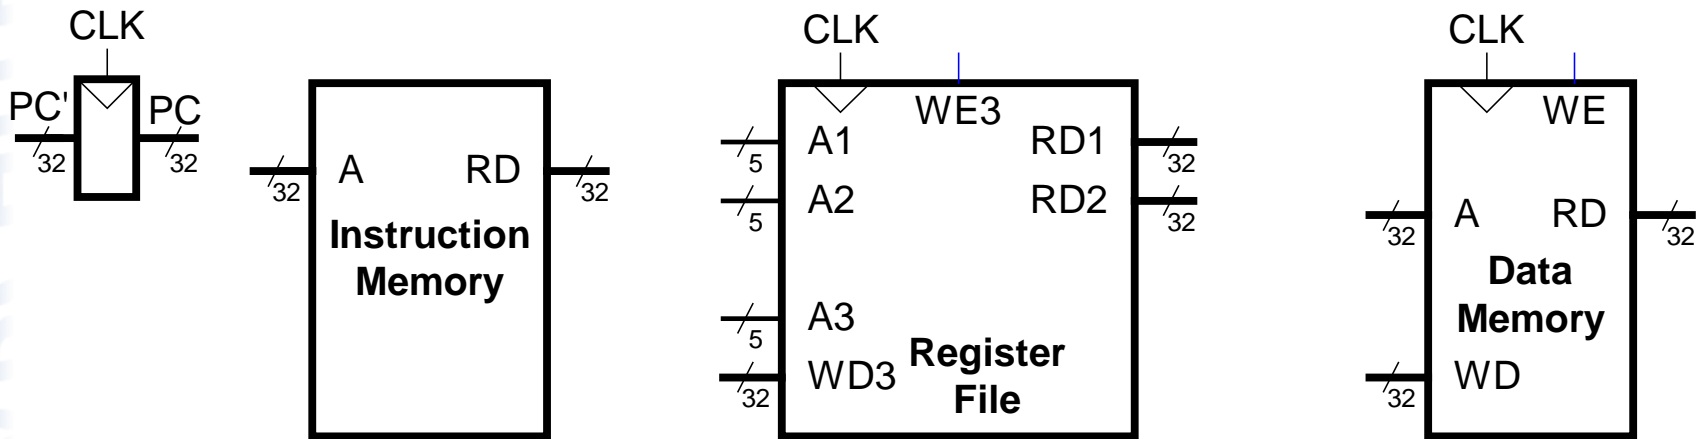 CLK
PC' PC
32 32
A RD
32 32
Instruction
Memory
CLK
WE3
A1 RD1
5 32
A2 RD2
5 32
A3
5
WD3
32
Register
File
CLK
WE
A RD
32 32
Data
Memory
WD
32